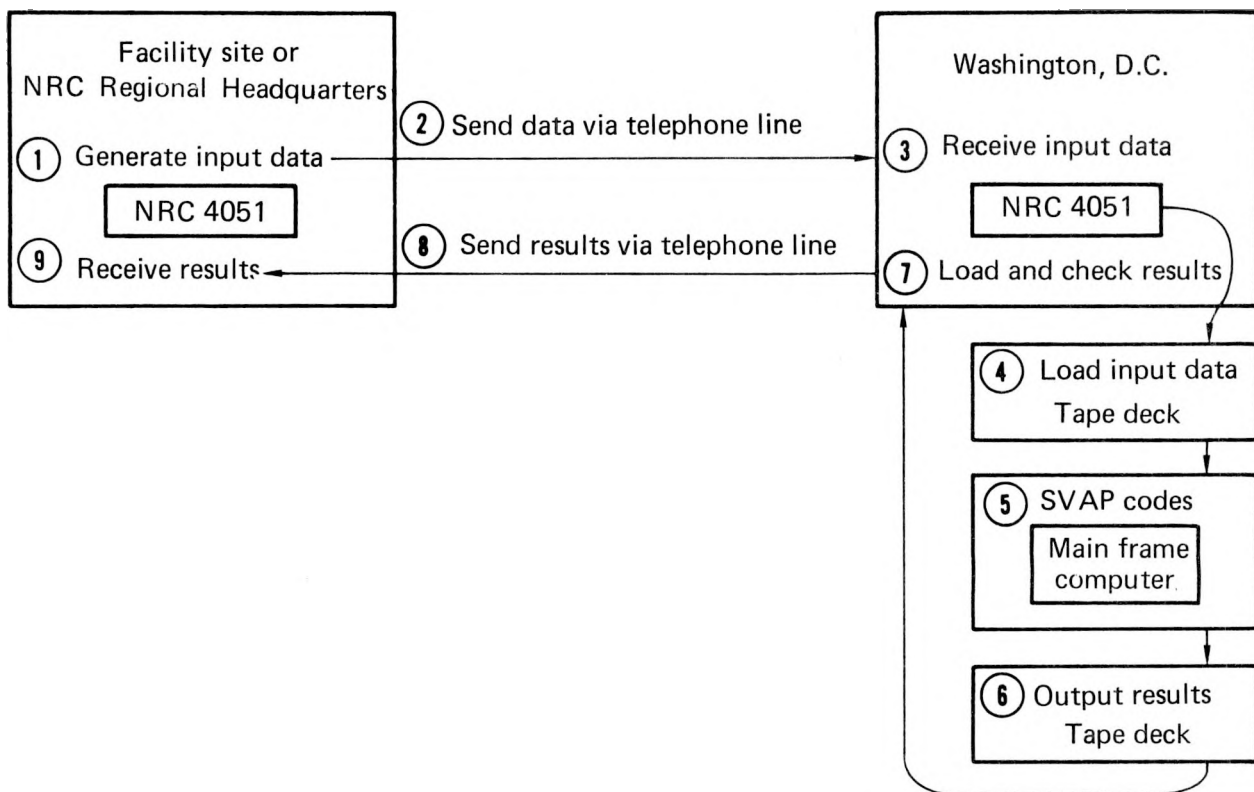 Facility site or
NRC Regional Headquarters
1 Generate input data
NRC 4051
9 Receive results
2 Send data via telephone line
8 Send results via telephone line
Washington, D.C.
3 Receive input data
NRC 4051
7 Load and check results
4 Load input data
Tape deck
5 SVAP codes
Main frame
computer
6 Output results
Tape deck